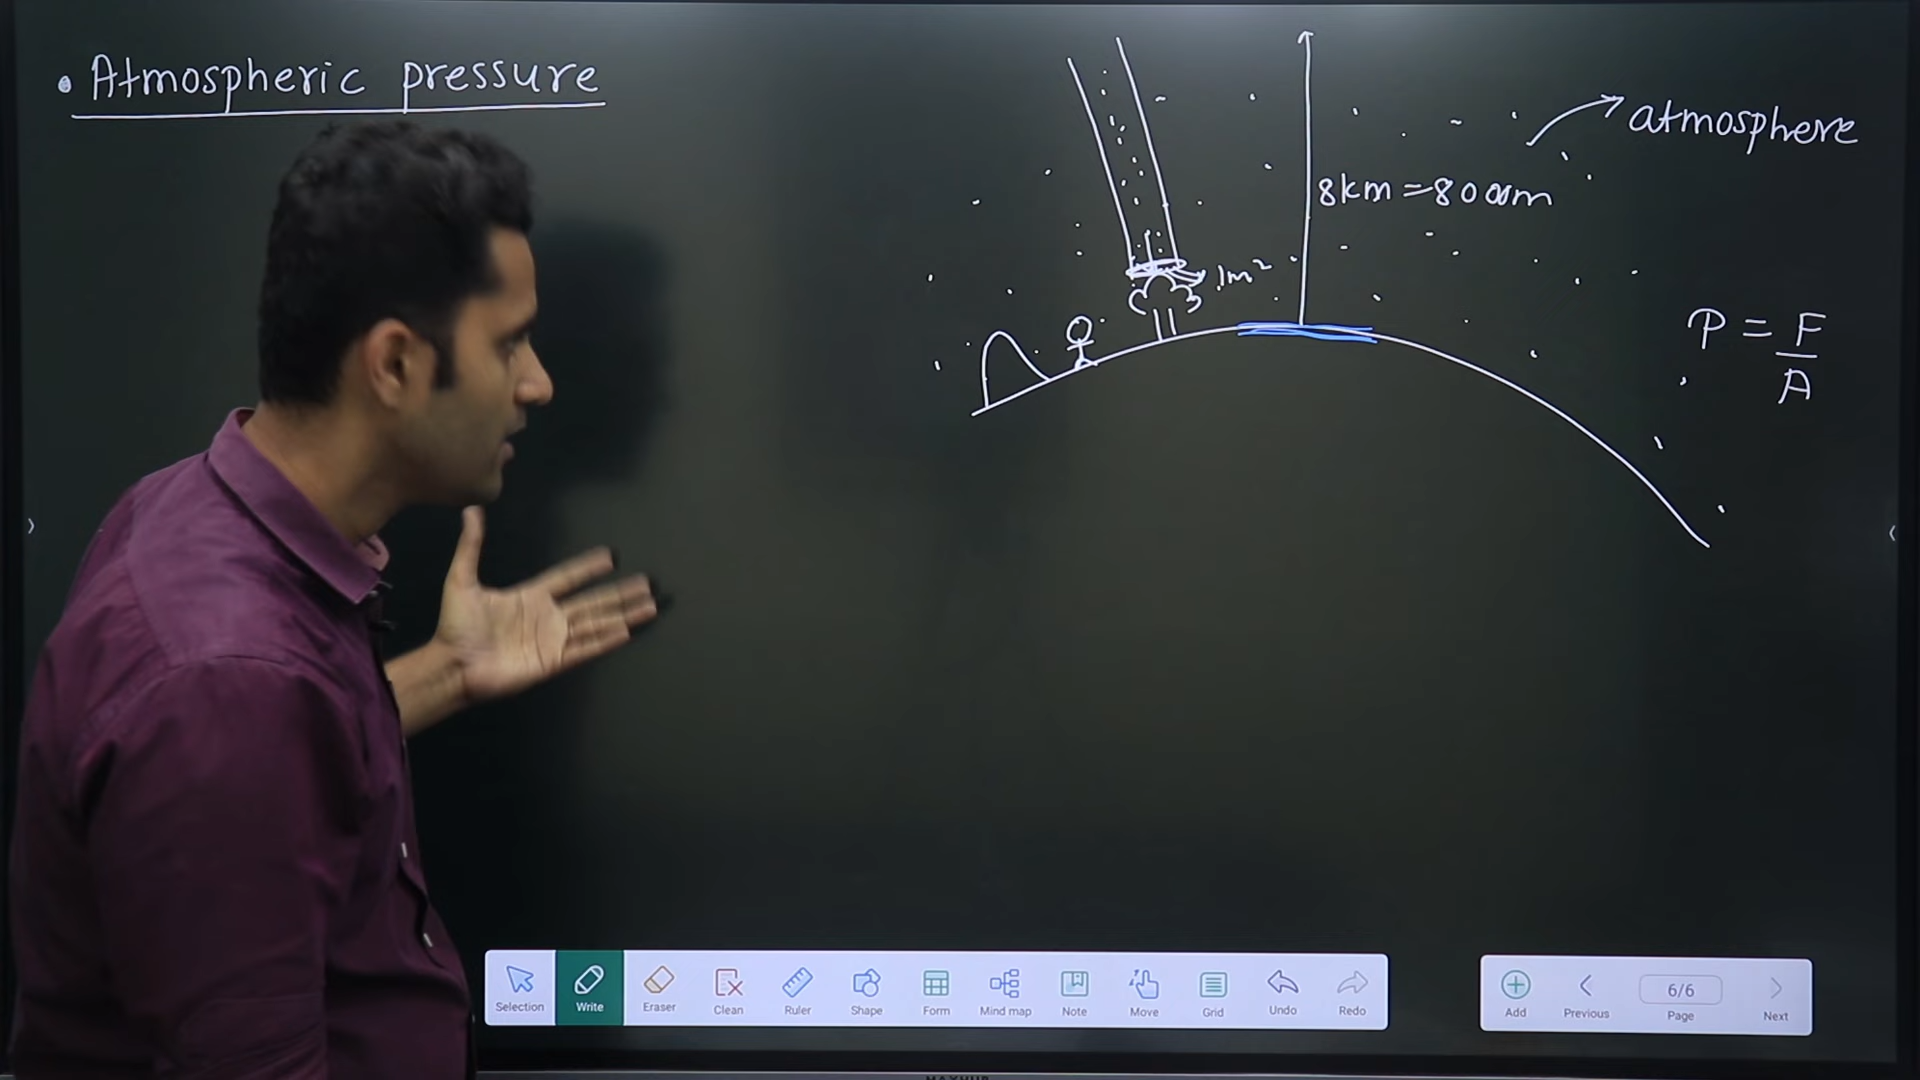 • Atmospheric pressure
atmosphere
8km = 8000m
1m²
P = F
A
Selection
Write
Eraser
Clean
Ruler
Shape
Form
Mind map
Note
Move
Grid
Undo
Redo
Add
Previous
6/6
Page
Next